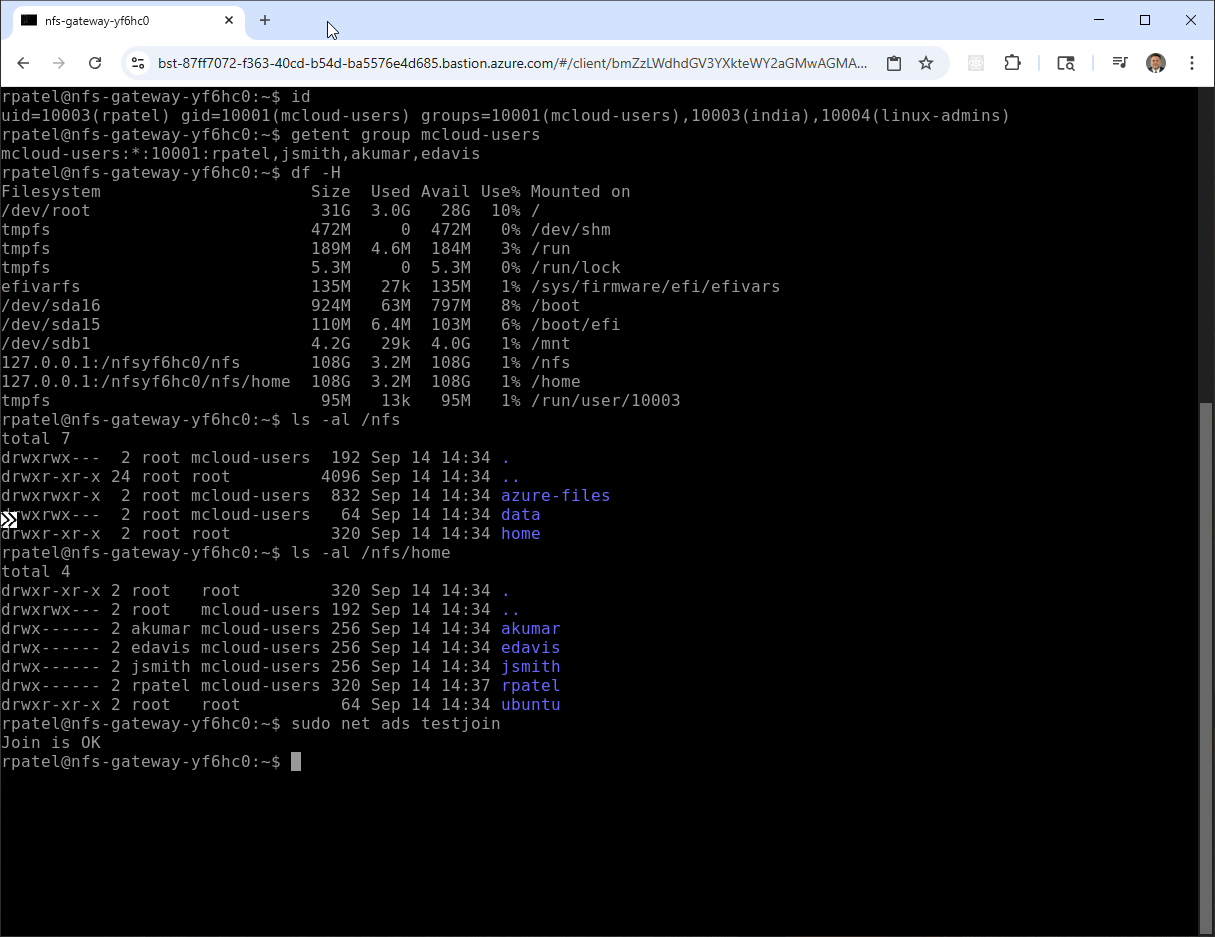 nfs-gateway-yf6hc0
bst-87ff7072-f363-40cd-b54d-ba5576e4d685.bastion.azure.com/#/client/bmZzLWdhdGV3YXkteWY2aGMwAGMA...
rpatel@nfs-gateway-yf6hc0:~$ id
uid=10003(rpatel) gid=10001(mcloud-users) groups=10001(mcloud-users),10003(india),10004(linux-admins)
rpatel@nfs-gateway-yf6hc0:~$ getent group mcloud-users
mcloud-users:*:10001:rpatel,jsmith,akumar,edavis
rpatel@nfs-gateway-yf6hc0:~$ df -H
Filesystem                     Size  Used Avail Use% Mounted on
/dev/root                       31G  3.0G   28G  10% /
tmpfs                          472M     0  472M   0% /dev/shm
tmpfs                          189M  4.6M  184M   3% /run
tmpfs                          5.3M     0  5.3M   0% /run/lock
efivarfs                       135M   27k  135M   1% /sys/firmware/efi/efivars
/dev/sda16                     924M   63M  797M   8% /boot
/dev/sda15                     110M  6.4M  103M   6% /boot/efi
/dev/sdb1                      4.2G   29k  4.0G   1% /mnt
127.0.0.1:/nfsyf6hc0/nfs       108G  3.2M  108G   1% /nfs
127.0.0.1:/nfsyf6hc0/nfs/home  108G  3.2M  108G   1% /home
tmpfs                           95M   13k   95M   1% /run/user/10003
rpatel@nfs-gateway-yf6hc0:~$ ls -al /nfs
total 7
drwxrwx---  2 root mcloud-users  192 Sep 14 14:34 .
drwxr-xr-x 24 root root         4096 Sep 14 14:34 ..
drwxrwxr-x  2 root mcloud-users  832 Sep 14 14:34 azure-files
drwxrwx---  2 root mcloud-users   64 Sep 14 14:34 data
drwxr-xr-x  2 root root          320 Sep 14 14:34 home
rpatel@nfs-gateway-yf6hc0:~$ ls -al /nfs/home
total 4
drwxr-xr-x 2 root   root         320 Sep 14 14:34 .
drwxrwx--- 2 root   mcloud-users 192 Sep 14 14:34 ..
drwx------ 2 akumar mcloud-users 256 Sep 14 14:34 akumar
drwx------ 2 edavis mcloud-users 256 Sep 14 14:34 edavis
drwx------ 2 jsmith mcloud-users 256 Sep 14 14:34 jsmith
drwx------ 2 rpatel mcloud-users 320 Sep 14 14:37 rpatel
drwxr-xr-x 2 root   root          64 Sep 14 14:34 ubuntu
rpatel@nfs-gateway-yf6hc0:~$ sudo net ads testjoin
Join is OK
rpatel@nfs-gateway-yf6hc0:~$